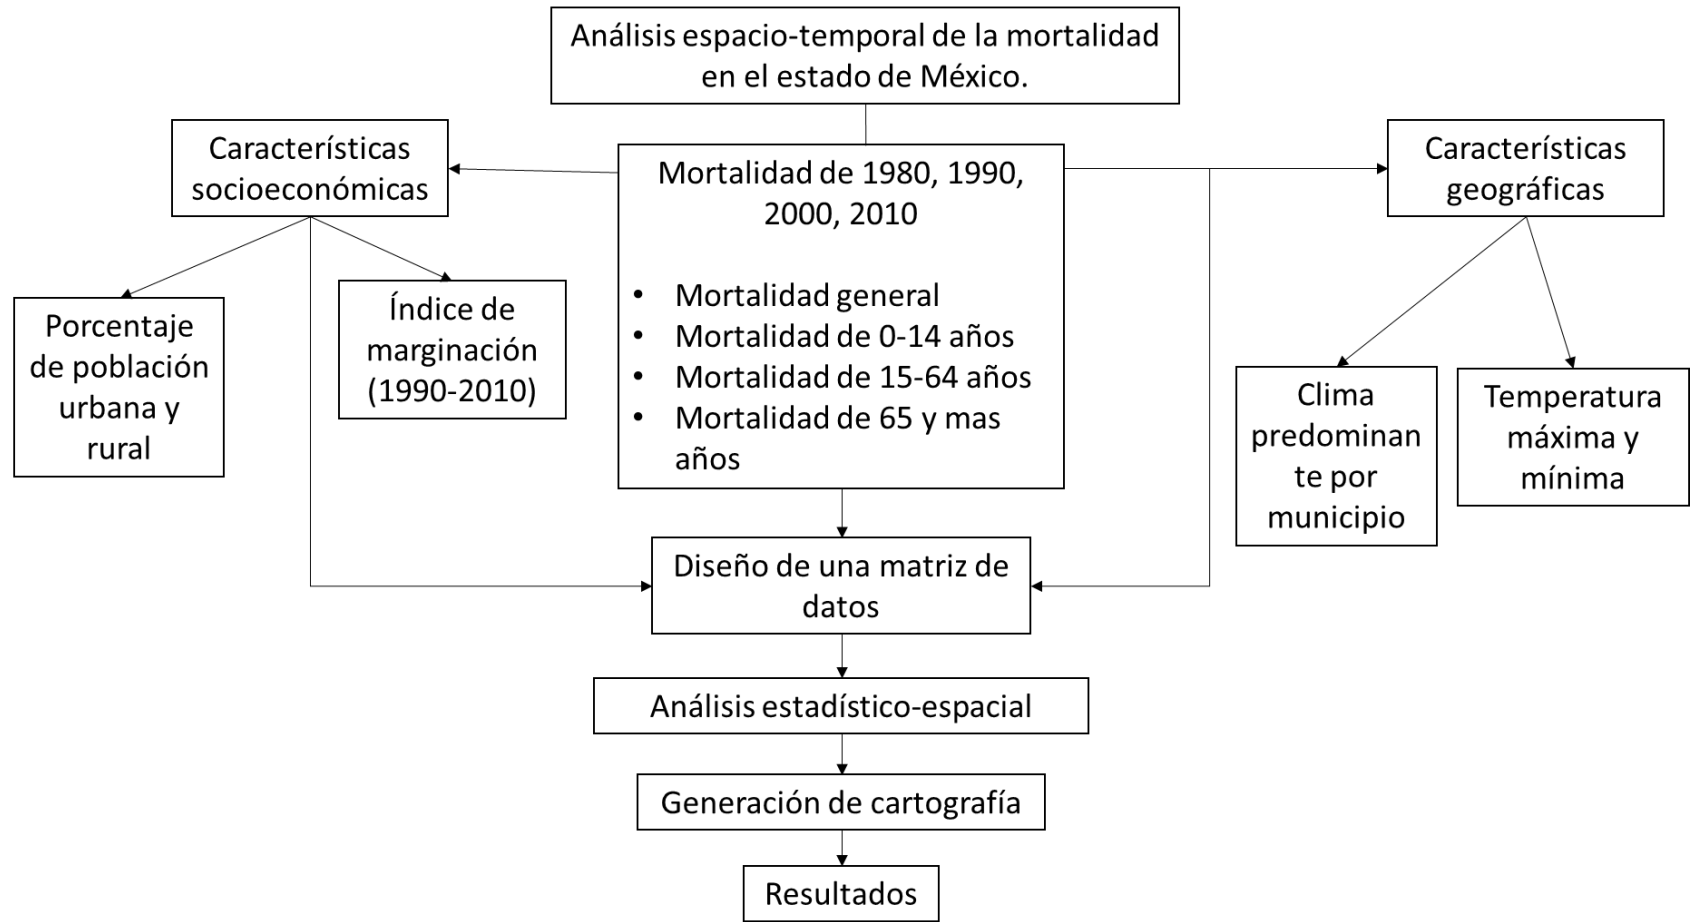 Análisis espacio-temporal de la mortalidad
en el estado de México.
Características
socioeconómicas
Mortalidad de 1980, 1990,
2000, 2010
• Mortalidad general
• Mortalidad de 0-14 años
• Mortalidad de 15-64 años
• Mortalidad de 65 y mas
años
Características
geográficas
Porcentaje
de población
urbana y
rural
Índice de
marginación
(1990-2010)
Clima
predominan
te por
municipio
Temperatura
máxima y
mínima
Diseño de una matriz de
datos
Análisis estadístico-espacial
Generación de cartografía
Resultados